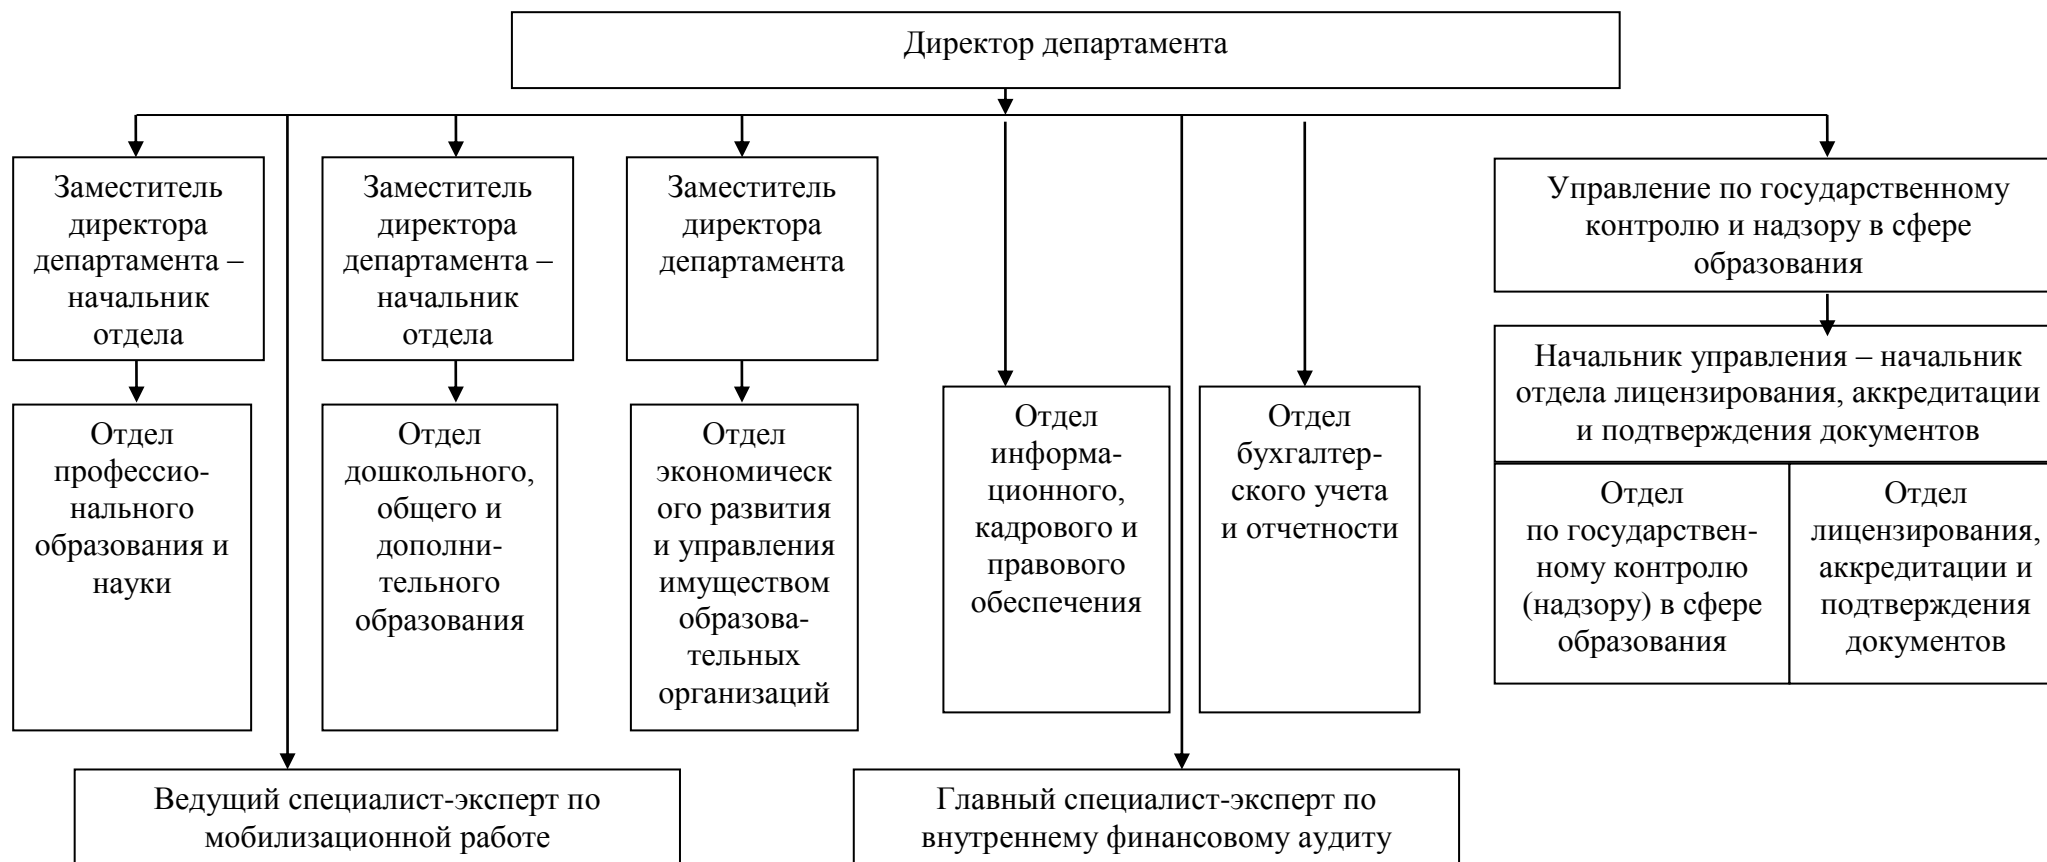 Директор департамента
Заместитель
директора
департамента –
начальник
отдела
Заместитель
директора
департамента –
начальник
отдела
Заместитель
директора
департамента
Управление по государственному
контролю и надзору в сфере
образования
Начальник управления – начальник
отдела лицензирования, аккредитации
и подтверждения документов
Отдел
профессио-
нального
образования и
науки
Отдел
дошкольного,
общего и
дополни-
тельного
образования
Отдел
экономическ
ого развития
и управления
имуществом
образова-
тельных
организаций
Отдел
информа-
ционного,
кадрового и
правового
обеспечения
Отдел
бухгалтер-
ского учета
и отчетности
Отдел
по государствен-
ному контролю
(надзору) в сфере
образования
Отдел
лицензирования,
аккредитации и
подтверждения
документов
Ведущий специалист-эксперт по
мобилизационной работе
Главный специалист-эксперт по
внутреннему финансовому аудиту